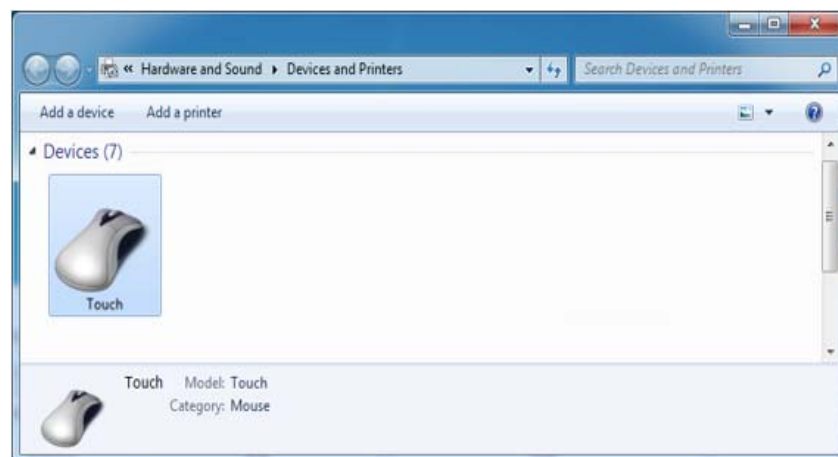 « Hardware and Sound ▸ Devices and Printers
Search Devices and Printers
Add a device Add a printer
Devices (7)
Touch
Touch Model: Touch
Category: Mouse